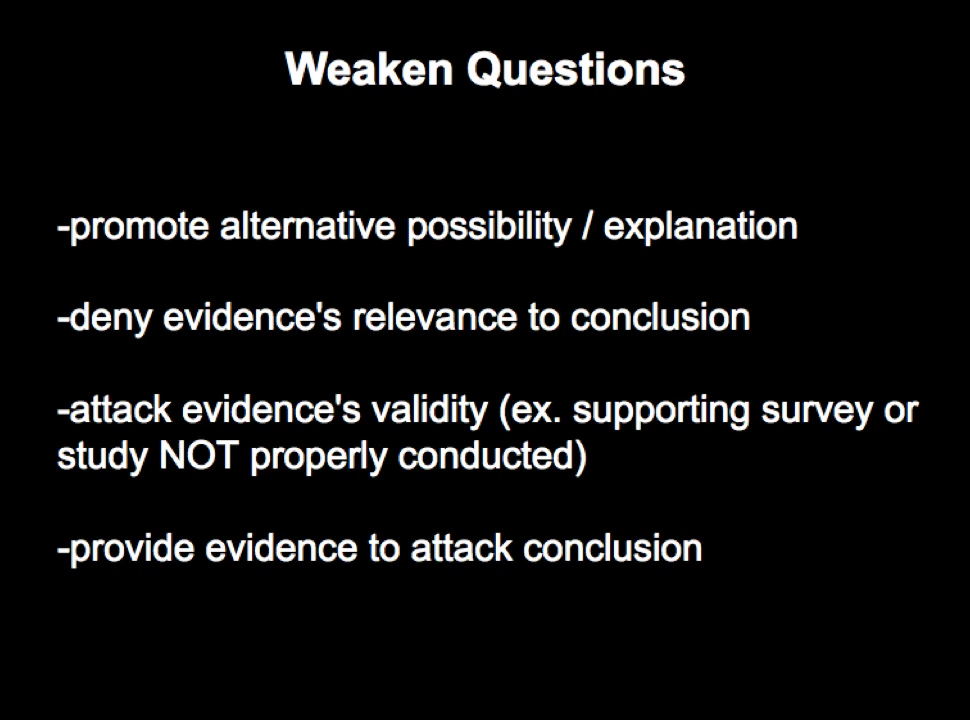 Weaken Questions
-promote alternative possibility / explanation
-deny evidence's relevance to conclusion
-attack evidence's validity (ex. supporting survey or
study NOT properly conducted)
-provide evidence to attack conclusion